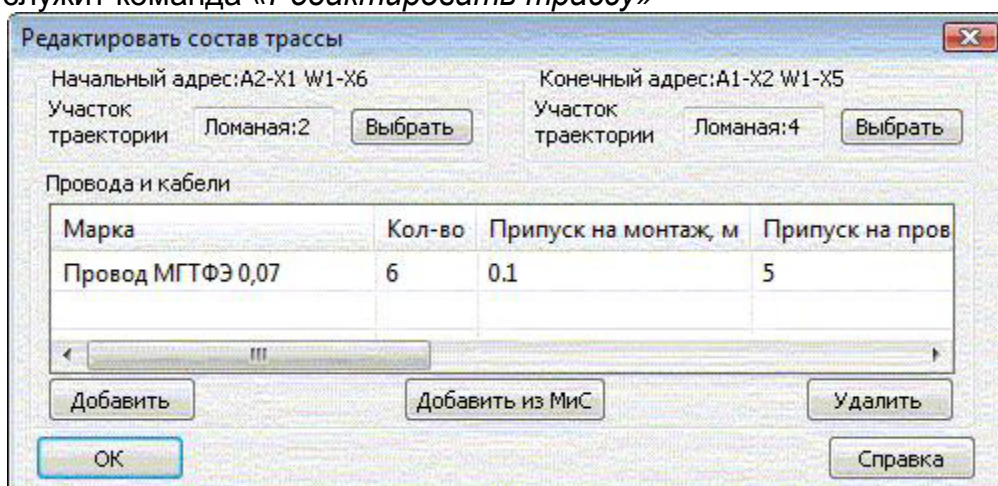 служит команда «Редактировать трассу»
Редактировать состав трассы
Начальный адрес:A2-X1 W1-X6
Участок траектории Ломаная:2 Выбрать
Конечный адрес:A1-X2 W1-X5
Участок траектории Ломаная:4 Выбрать
Провода и кабели
Марка Кол-во Припуск на монтаж, м Припуск на пров
Провод МГТФЭ 0,07 6 0.1 5
Добавить Добавить из МиС Удалить
ОК Справка